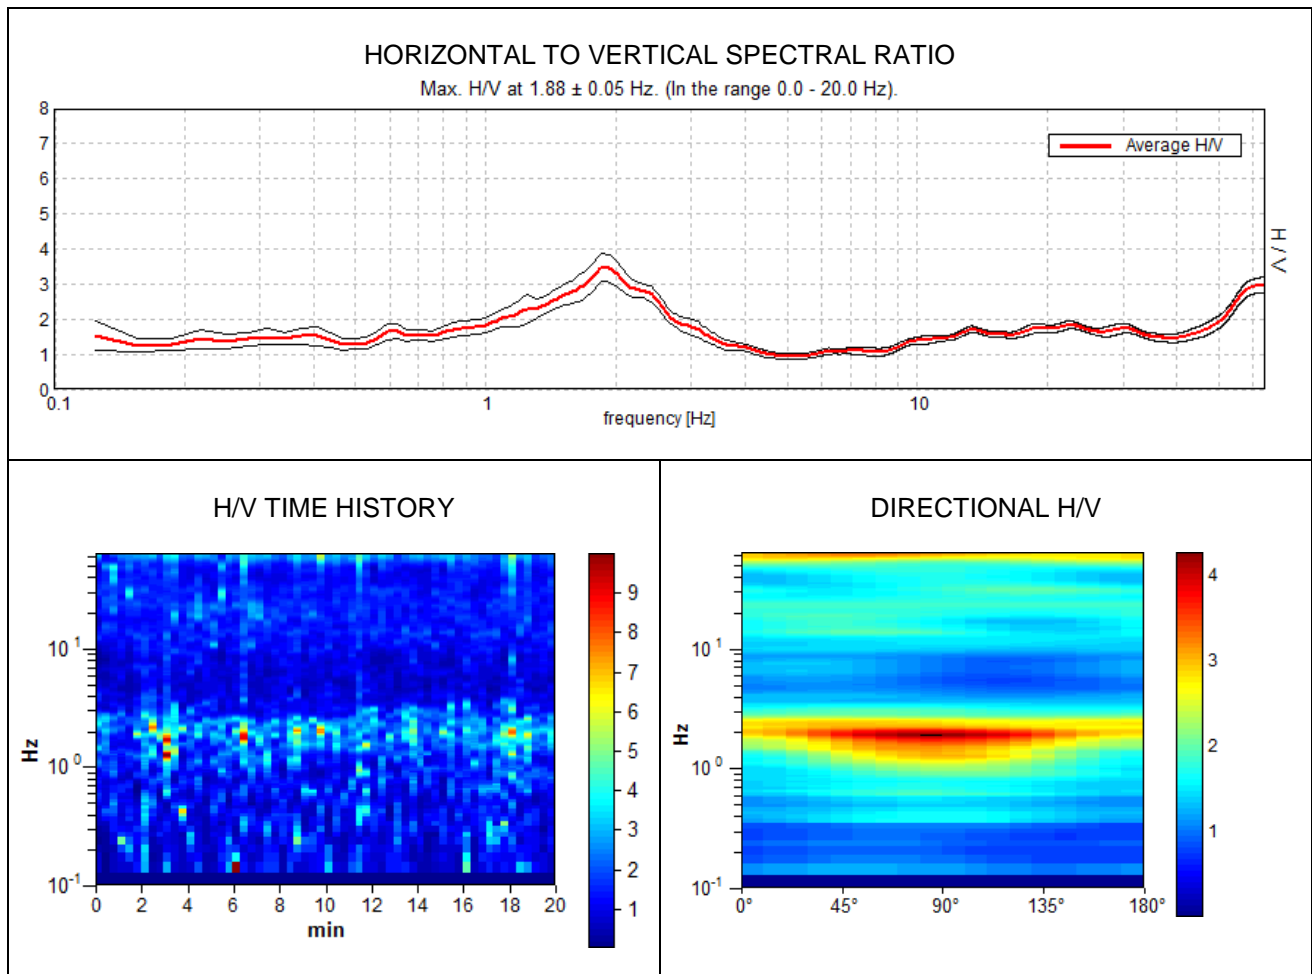 HORIZONTAL TO VERTICAL SPECTRAL RATIO
Max. H/V at 1.88 ± 0.05 Hz. (In the range 0.0 - 20.0 Hz).
8
7
6
5
4
3
2
1
0
Average H/V
H / V
0.1
1
10
frequency [Hz]
H/V TIME HISTORY
Hz
10¹
10⁰
10⁻¹
0 2 4 6 8 10 12 14 16 18 20
min
9
8
7
6
5
4
3
2
1
DIRECTIONAL H/V
Hz
10¹
10⁰
10⁻¹
0° 45° 90° 135° 180°
4
3
2
1